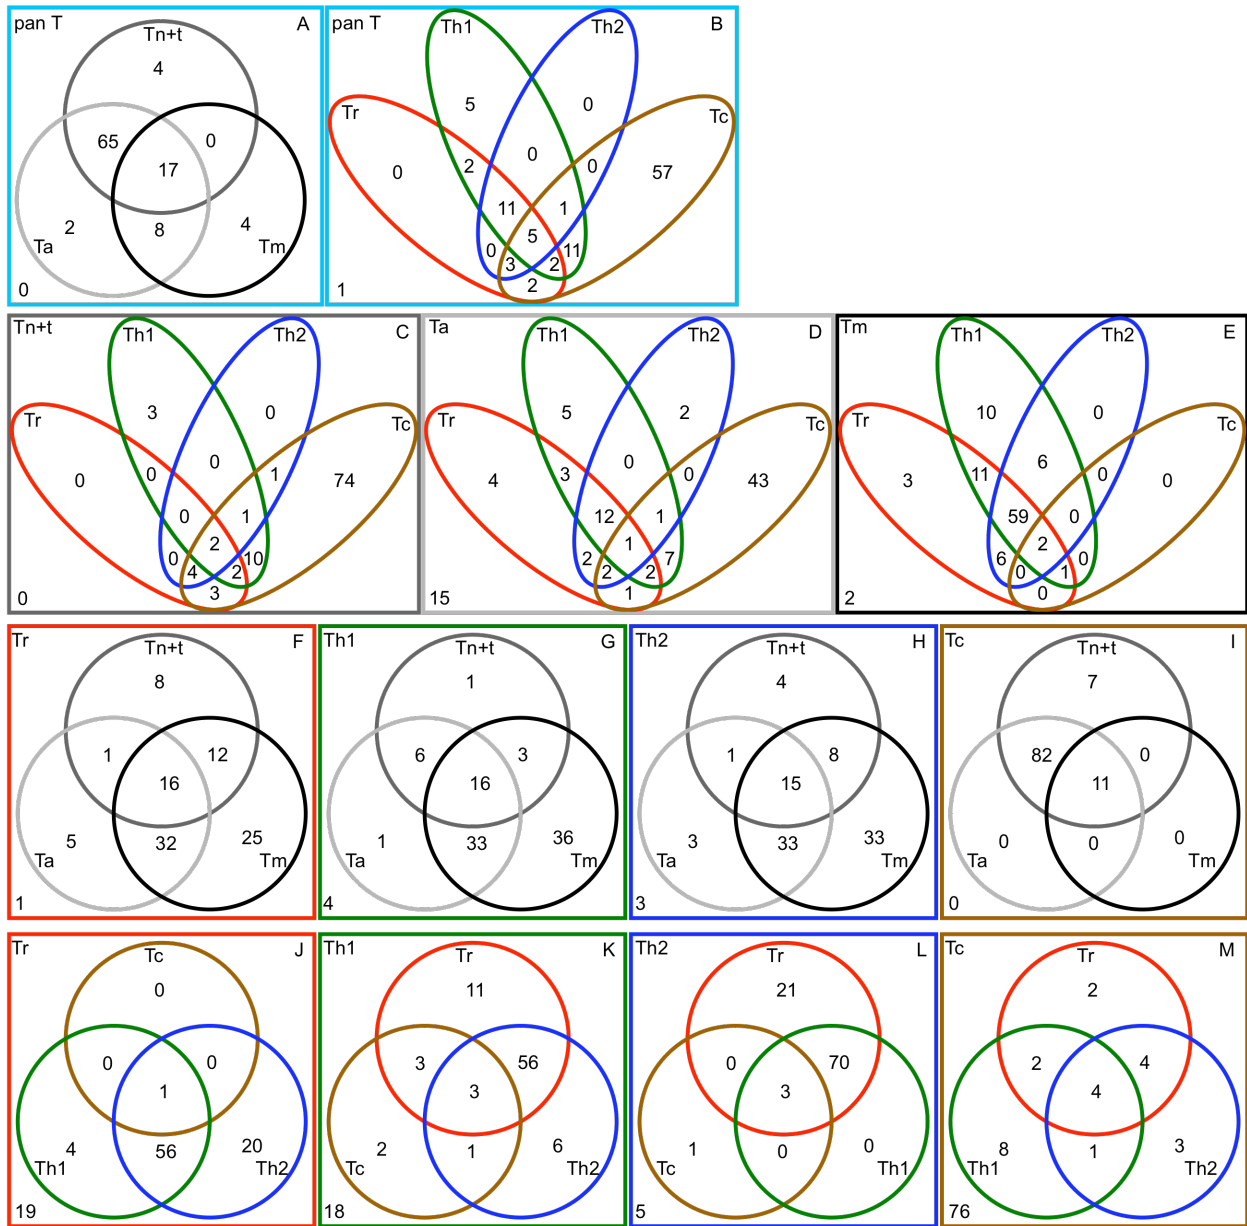 pan T A
Tn+t
4
65 0
17
2 8 4
Ta Tm
0
pan T B
Th1 Th2
Tr Tc
5 0
0 2 0 0 57
11 1
5
0 11
3 2
2
1
Tn+t C
Th1 Th2
Tr Tc
3 0
0 0 0 1 74
0 1
2
0 10
4 2
3
0
Ta D
Th1 Th2
Tr Tc
5 2
4 3 0 0 43
12 1
1
2 7
2 2
1
15
Tm E
Th1 Th2
Tr Tc
10 0
3 11 6 0 0
59 0
2
6 0
0 1
0
2
Tr F
Tn+t
8
1 12
16
5 32 25
Ta Tm
1
Th1 G
Tn+t
1
6 3
16
1 33 36
Ta Tm
4
Th2 H
Tn+t
4
1 8
15
3 33 33
Ta Tm
3
Tc I
Tn+t
7
82 0
11
0 0 0
Ta Tm
0
Tr J
Tc
0
0 0
1
4 56 20
Th1 Th2
19
Th1 K
Tr
11
3 56
3
2 1 6
Tc Th2
18
Th2 L
Tr
21
0 70
3
1 0 0
Tc Th1
5
Tc M
Tr
2
2 4
4
8 1 3
Th1 Th2
76